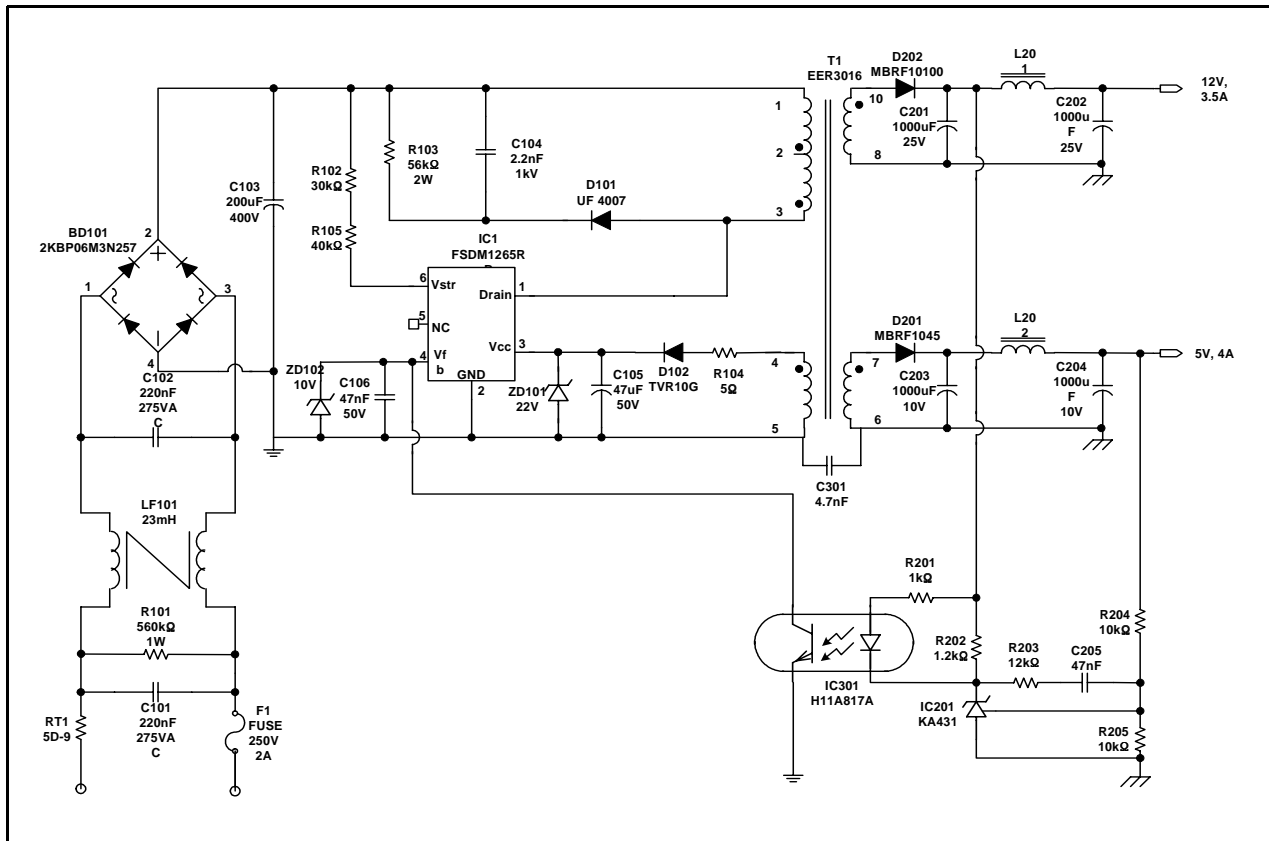 T1
EER3016
D202
MBRF10100
L20
1
12V,
3.5A
1
10
C201
1000uF
25V
C202
1000u
F
25V
2
8
3
C103
200uF
400V
R102
30kΩ
R105
40kΩ
R103
56kΩ
2W
C104
2.2nF
1kV
D101
UF 4007
BD101
2KBP06M3N257
2
1
3
4
IC1
FSDM1265R
6
Vstr
Drain
1
5
NC
Vcc
3
4
Vf
b
GND
2
ZD102
10V
C106
47nF
50V
ZD101
22V
C105
47uF
50V
D102
TVR10G
R104
5Ω
4
5
7
6
D201
MBRF1045
L20
2
5V, 4A
C203
1000uF
10V
C204
1000u
F
10V
C301
4.7nF
C102
220nF
275VA
C
LF101
23mH
R101
560kΩ
1W
C101
220nF
275VA
C
RT1
5D-9
F1
FUSE
250V
2A
R201
1kΩ
R202
1.2kΩ
R203
12kΩ
C205
47nF
R204
10kΩ
IC301
H11A817A
IC201
KA431
R205
10kΩ